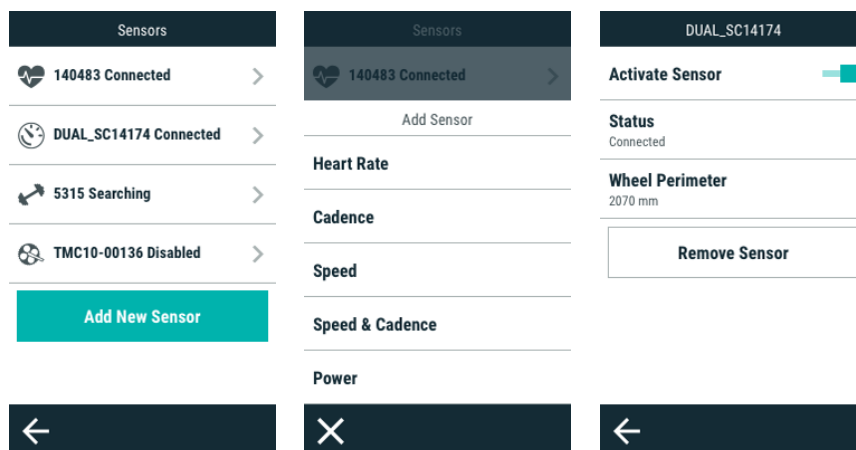 Sensors
140483 Connected
DUAL_SC14174 Connected
5315 Searching
TMC10-00136 Disabled
Add New Sensor
Sensors
140483 Connected
Add Sensor
Heart Rate
Cadence
Speed
Speed & Cadence
Power
DUAL_SC14174
Activate Sensor
Status
Connected
Wheel Perimeter
2070 mm
Remove Sensor